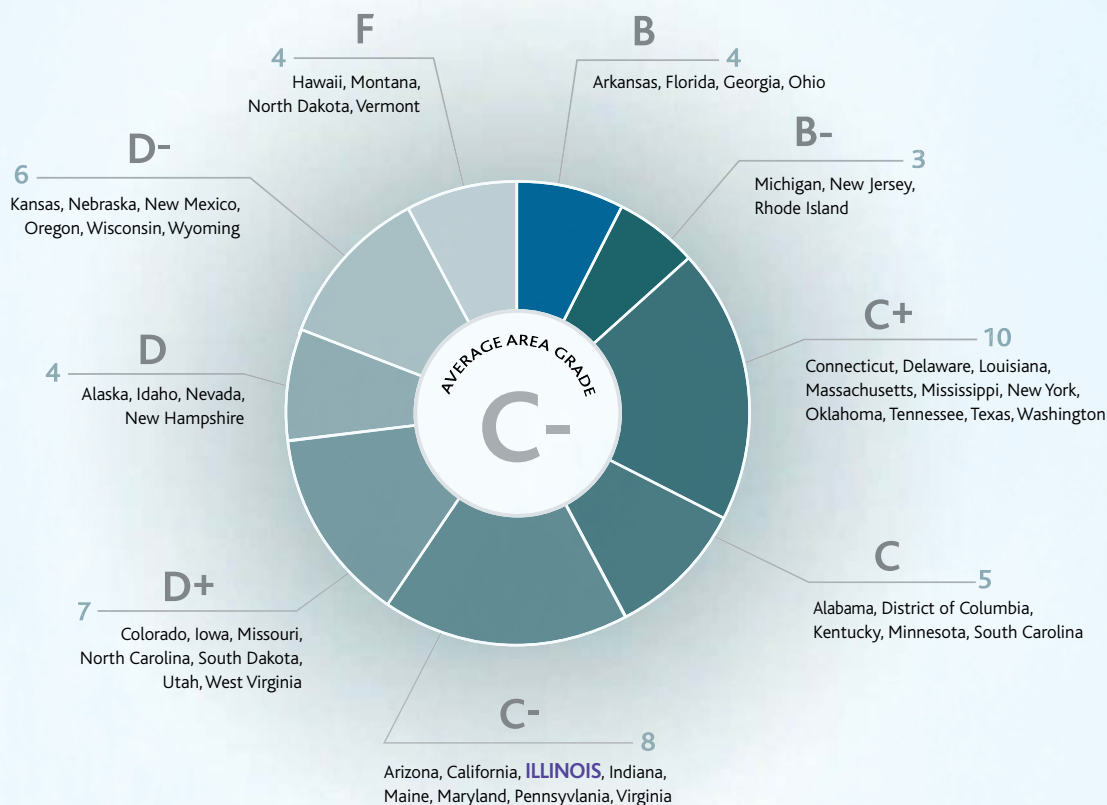 F
4
Hawaii, Montana,
North Dakota, Vermont
B
4
Arkansas, Florida, Georgia, Ohio
B-
3
Michigan, New Jersey,
Rhode Island
C+
10
Connecticut, Delaware, Louisiana,
Massachusetts, Mississippi, New York,
Oklahoma, Tennessee, Texas, Washington
C
5
Alabama, District of Columbia,
Kentucky, Minnesota, South Carolina
C-
8
Arizona, California, ILLINOIS, Indiana,
Maine, Maryland, Pennsyvlania, Virginia
D+
7
Colorado, Iowa, Missouri,
North Carolina, South Dakota,
Utah, West Virginia
D
4
Alaska, Idaho, Nevada,
New Hampshire
D-
6
Kansas, Nebraska, New Mexico,
Oregon, Wisconsin, Wyoming
AVERAGE AREA GRADE
C-